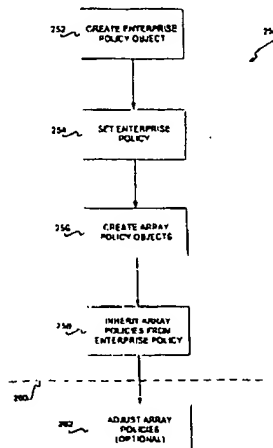 252
CREATE ENTERPRISE
POLICY OBJECT
254
SET ENTERPRISE
POLICY
256
CREATE ARRAY
POLICY OBJECTS
258
INHERIT ARRAY
POLICIES FROM
ENTERPRISE POLICY
260
262
ADJUST ARRAY
POLICIES
(OPTIONAL)